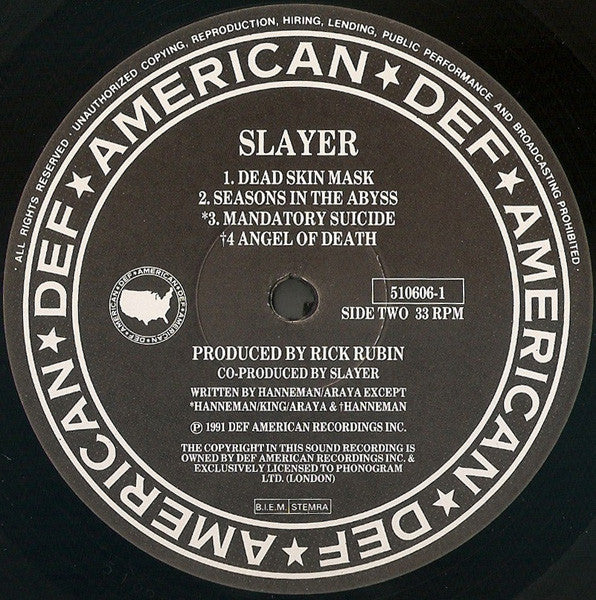 ALL RIGHTS RESERVED · UNAUTHORIZED COPYING, REPRODUCTION, HIRING, LENDING, PUBLIC PERFORMANCE AND BROADCASTING PROHIBITED ·
DEF★AMERICAN★DEF★AMERICAN★DEF★AMERICAN★
SLAYER
1. DEAD SKIN MASK
2. SEASONS IN THE ABYSS
*3. MANDATORY SUICIDE
†4 ANGEL OF DEATH
DEF★AMERICAN★DEF★AMERICAN★DEF★AMERICAN★
510606-1
SIDE TWO 33 RPM
PRODUCED BY RICK RUBIN
CO-PRODUCED BY SLAYER
WRITTEN BY HANNEMAN/ARAYA EXCEPT
*HANNEMAN/KING/ARAYA & †HANNEMAN
℗ 1991 DEF AMERICAN RECORDINGS INC.
THE COPYRIGHT IN THIS SOUND RECORDING IS
OWNED BY DEF AMERICAN RECORDINGS INC. &
EXCLUSIVELY LICENSED TO PHONOGRAM
LTD. (LONDON)
B.I.E.M. STEMRA